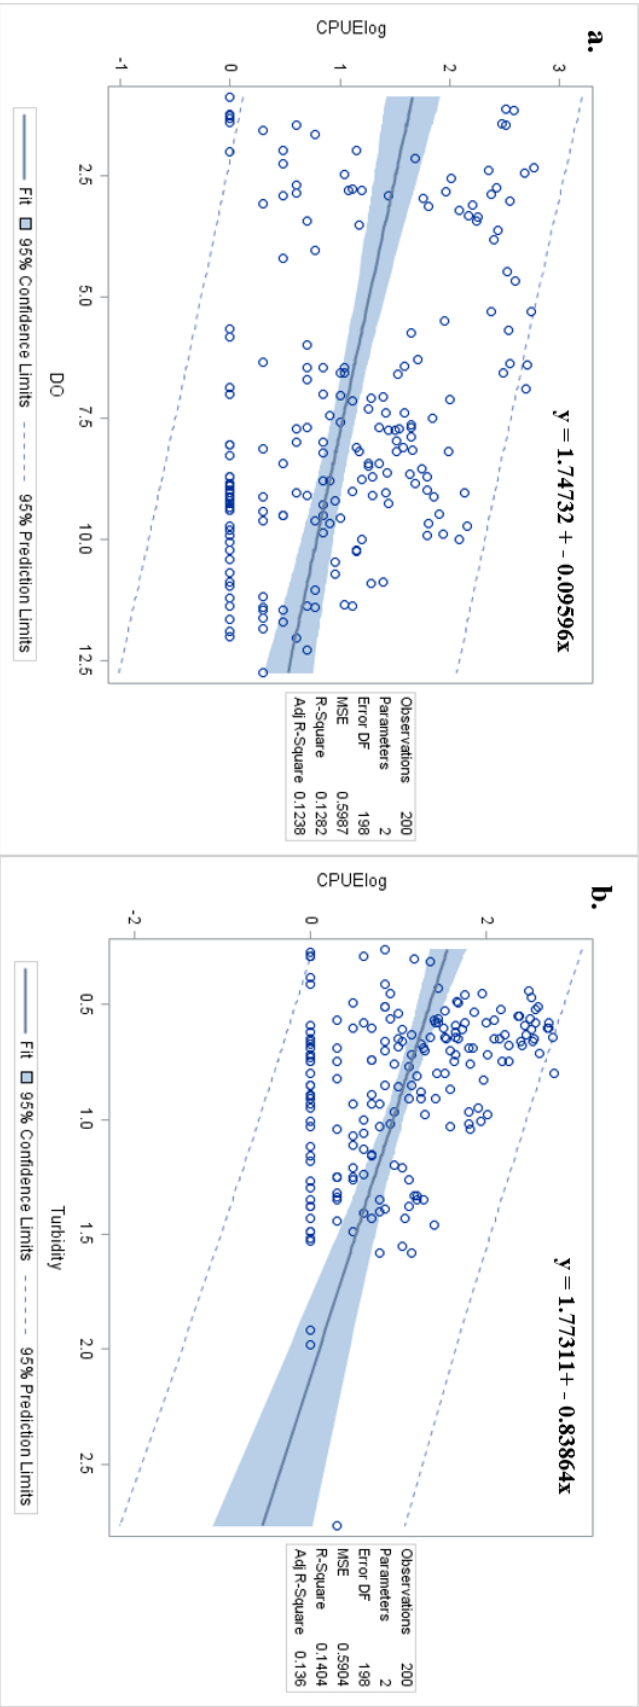 a.
y = 1.74732 + - 0.09596x
CPUElog
3
2
1
0
-1
2.5
5.0
7.5
10.0
12.5
DO
Fit 95% Confidence Limits 95% Prediction Limits
Observations 200
Parameters 2
Error DF 198
MSE 0.5987
R-Square 0.1282
Adj R-Square 0.1238
b.
y = 1.77311+ - 0.83864x
CPUElog
2
0
-2
0.5
1.0
1.5
2.0
2.5
Turbidity
Fit 95% Confidence Limits 95% Prediction Limits
Observations 200
Parameters 2
Error DF 198
MSE 0.5904
R-Square 0.1404
Adj R-Square 0.136